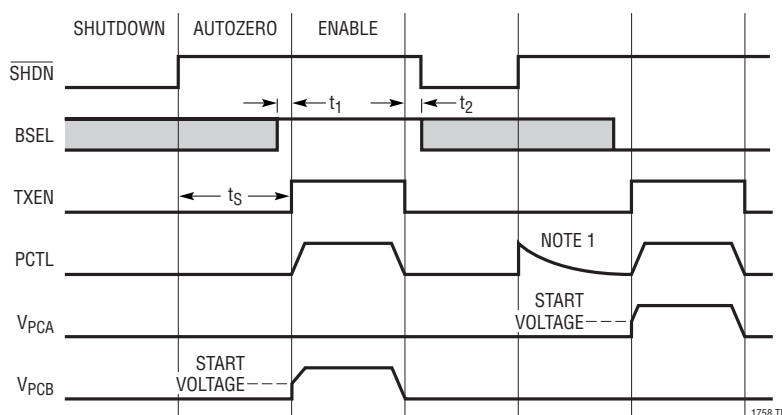 SHUTDOWN AUTOZERO ENABLE
SHDN
t1 t2
BSEL
TXEN
tS
PCTL
NOTE 1
START
VOLTAGE
VPCA
START
VOLTAGE
VPCB